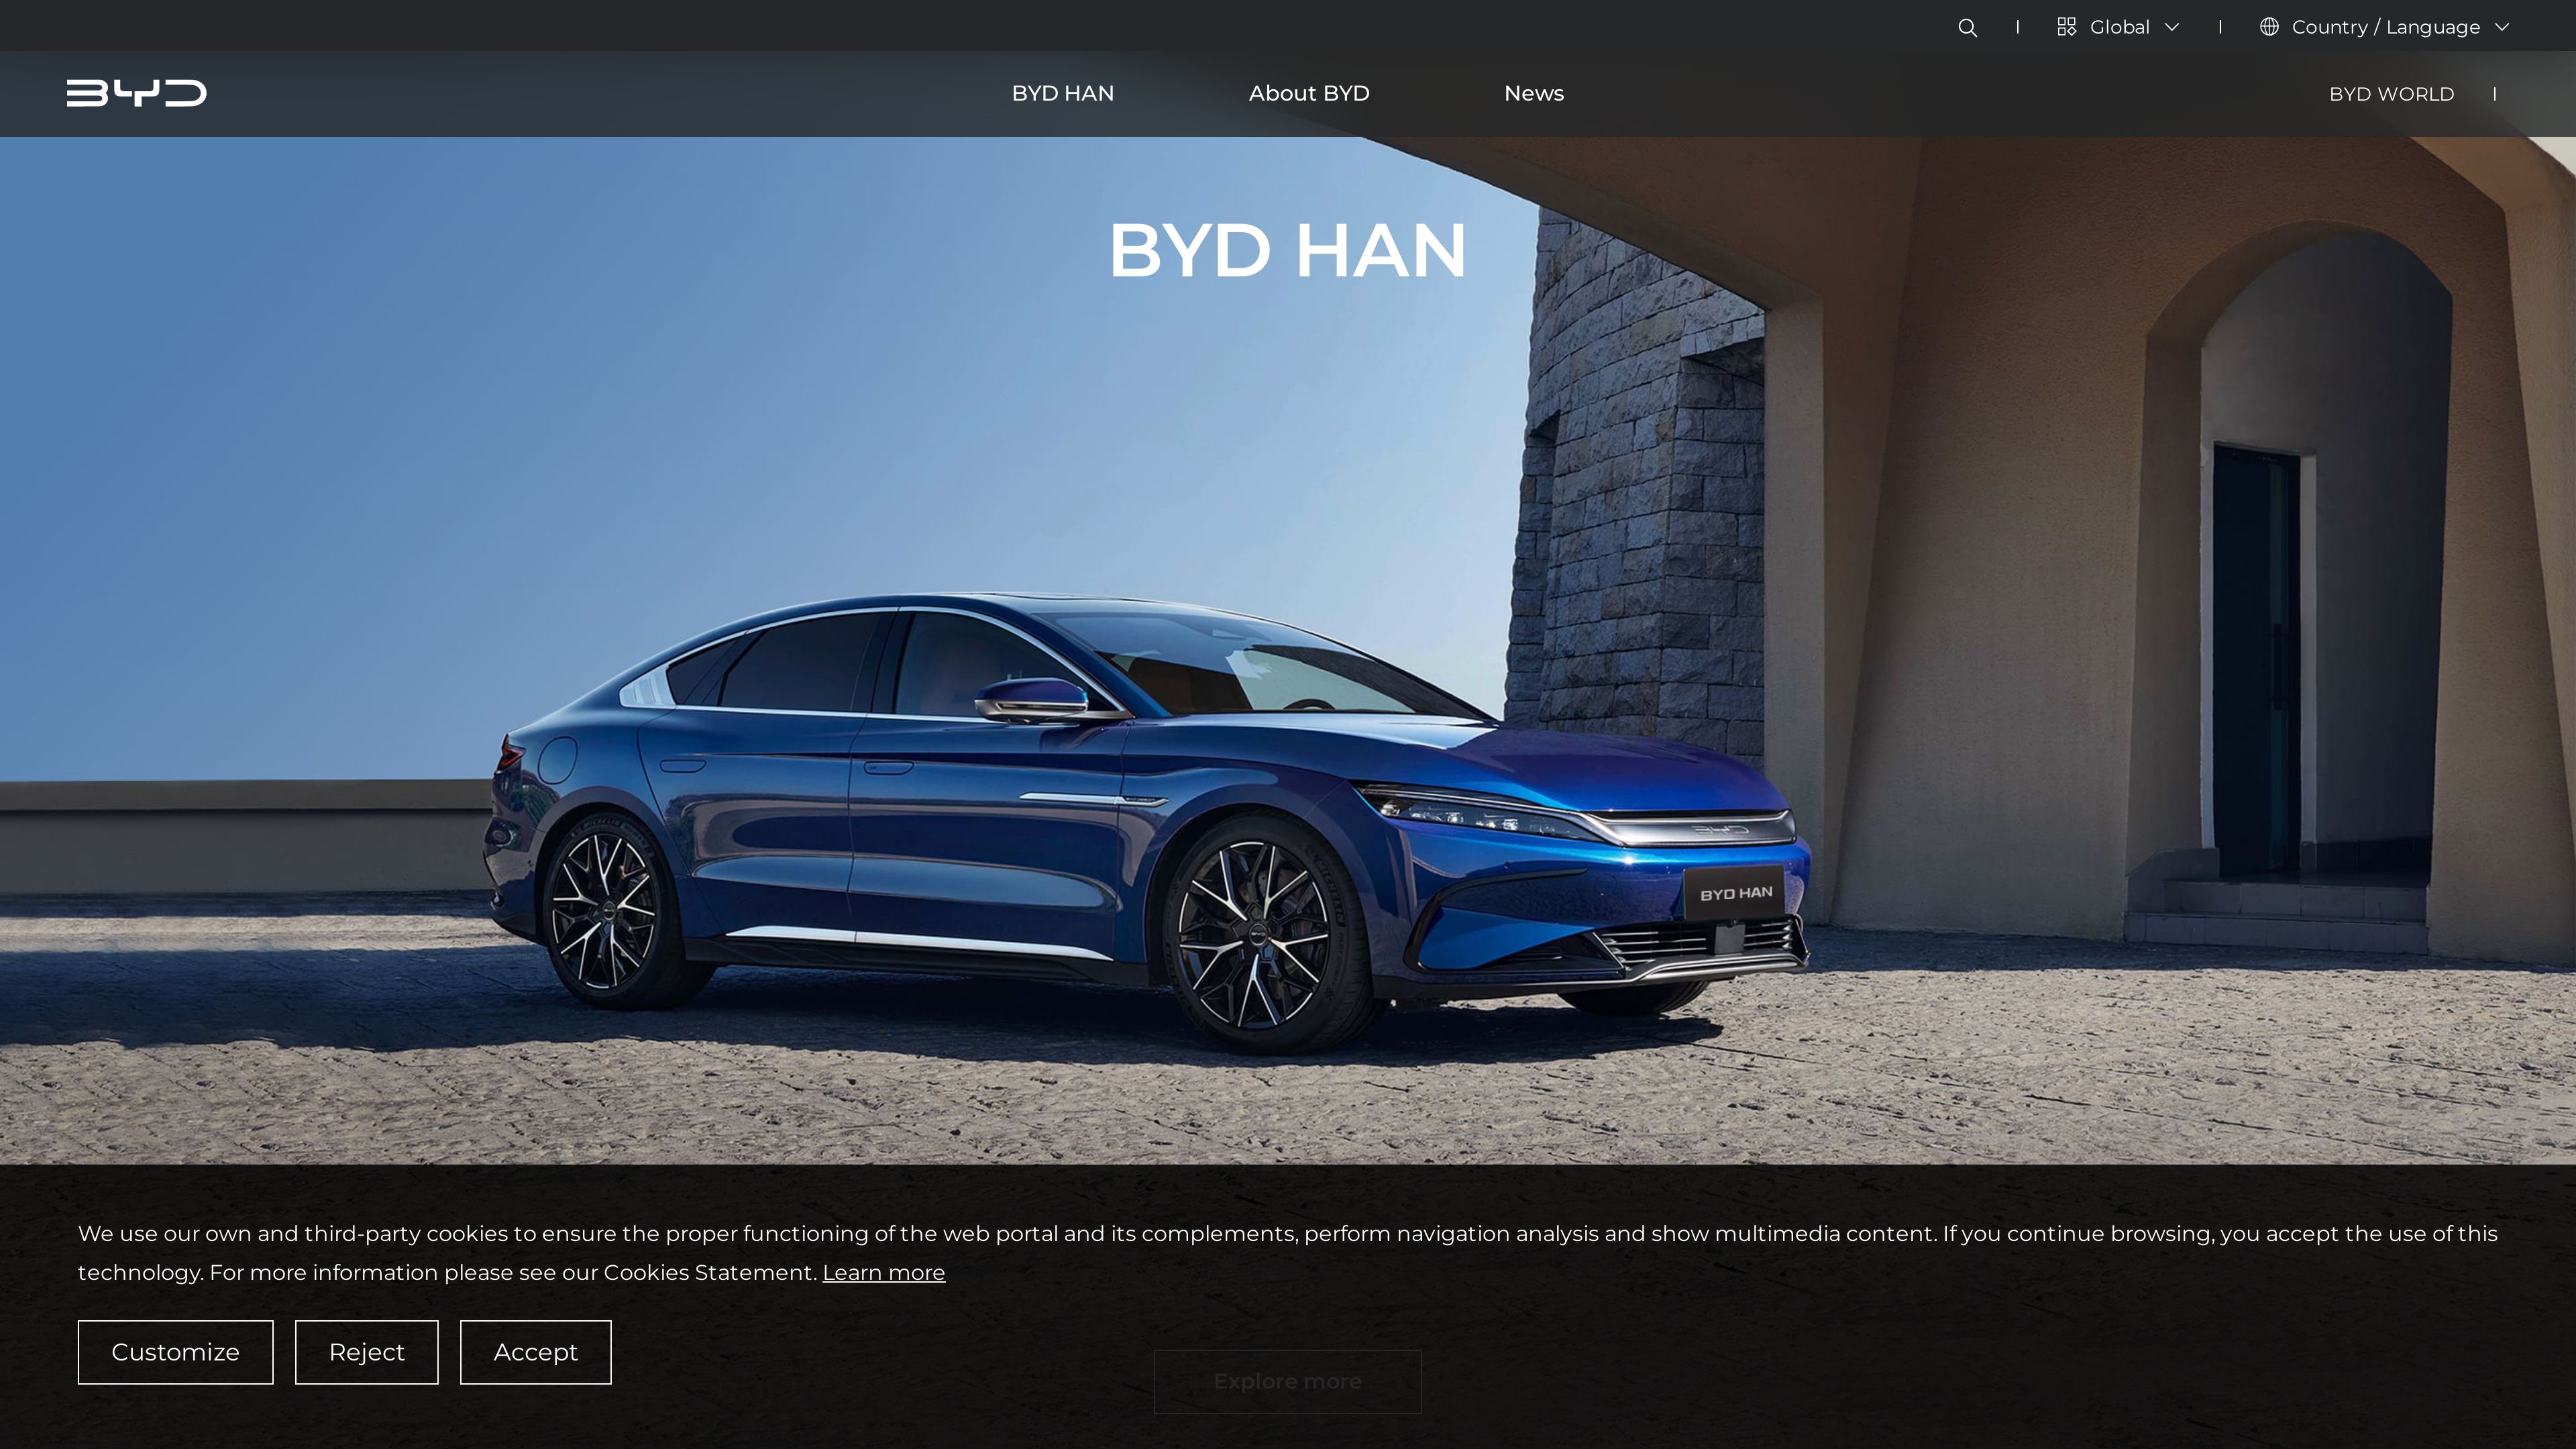 Global
Country / Language
BYD
BYD HAN
About BYD
News
BYD WORLD
BYD HAN
BYD
BYD HAN
We use our own and third-party cookies to ensure the proper functioning of the web portal and its complements, perform navigation analysis and show multimedia content. If you continue browsing, you accept the use of this
technology. For more information please see our Cookies Statement. Learn more
Customize
Reject
Accept
Explore more